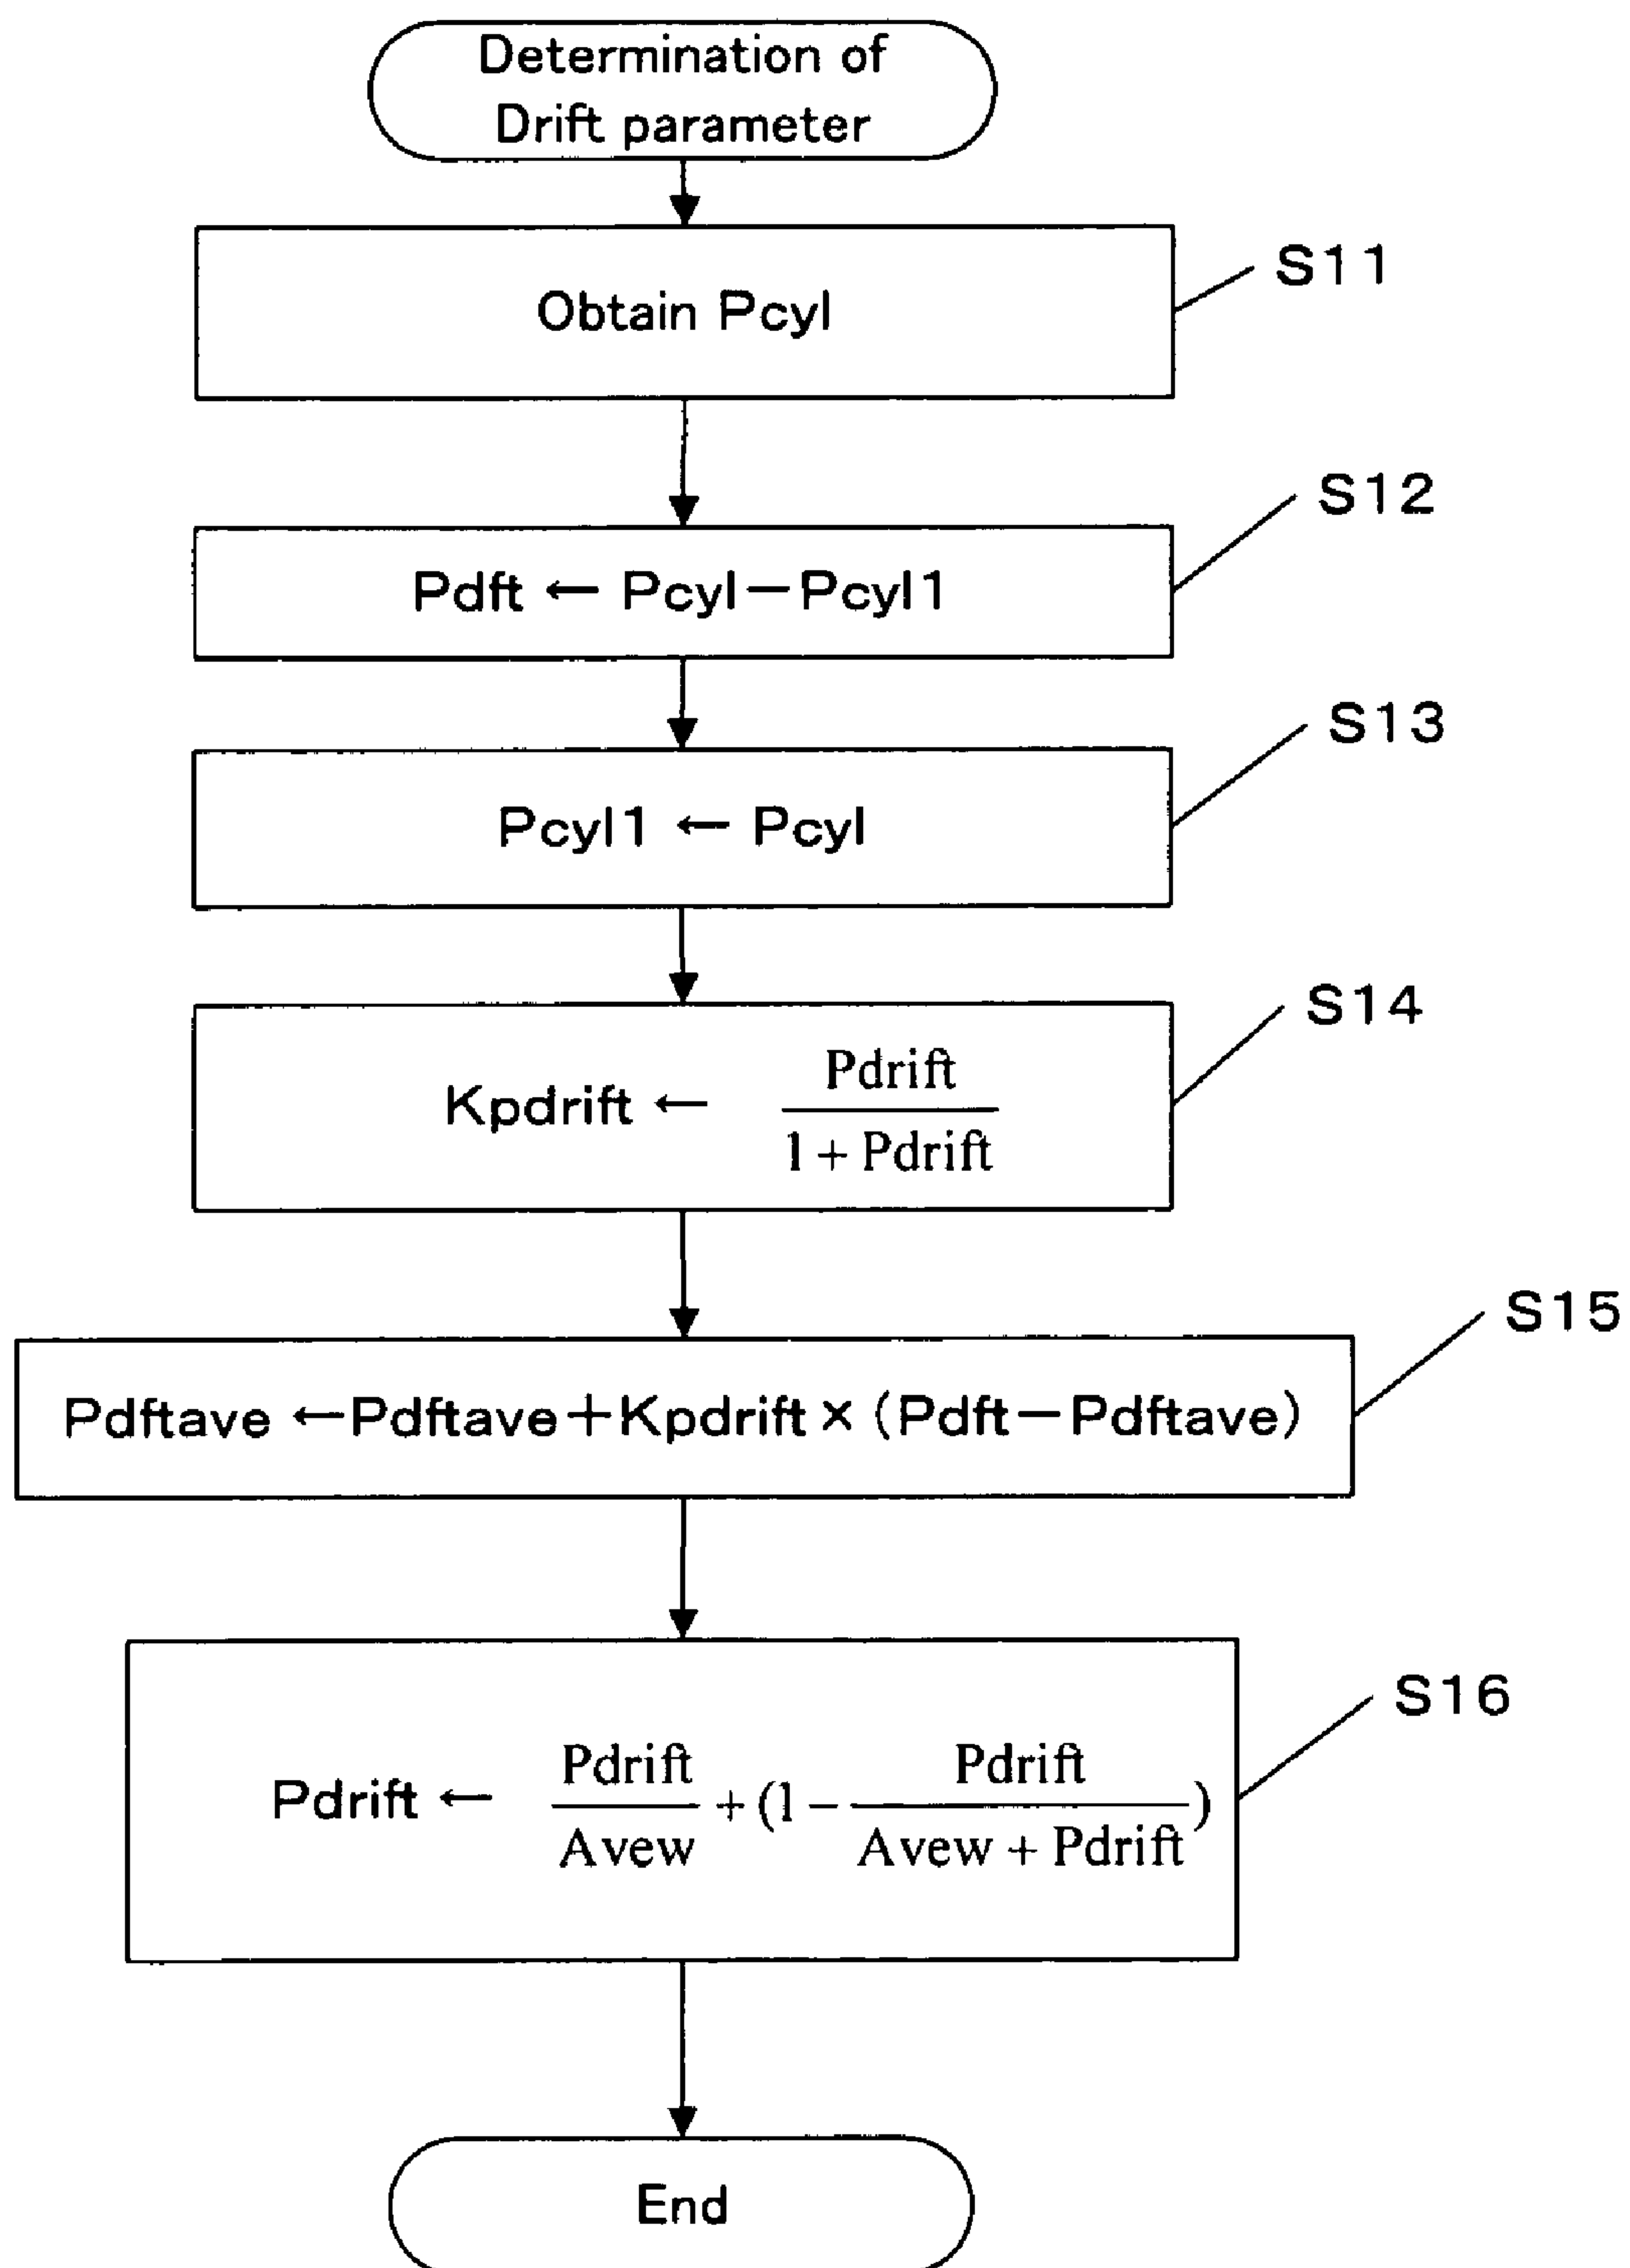 Determination of
Drift parameter
S11
Obtain Pcyl
S12
Pdft ← Pcyl−Pcyl1
S13
Pcyl1 ← Pcyl
S14
Kpdrift ← Pdrift
1 + Pdrift
S15
Pdftave ←Pdftave+Kpdrift × (Pdft−Pdftave)
S16
Pdrift ← Pdrift / Avew + (1 − Pdrift / Avew + Pdrift)
End